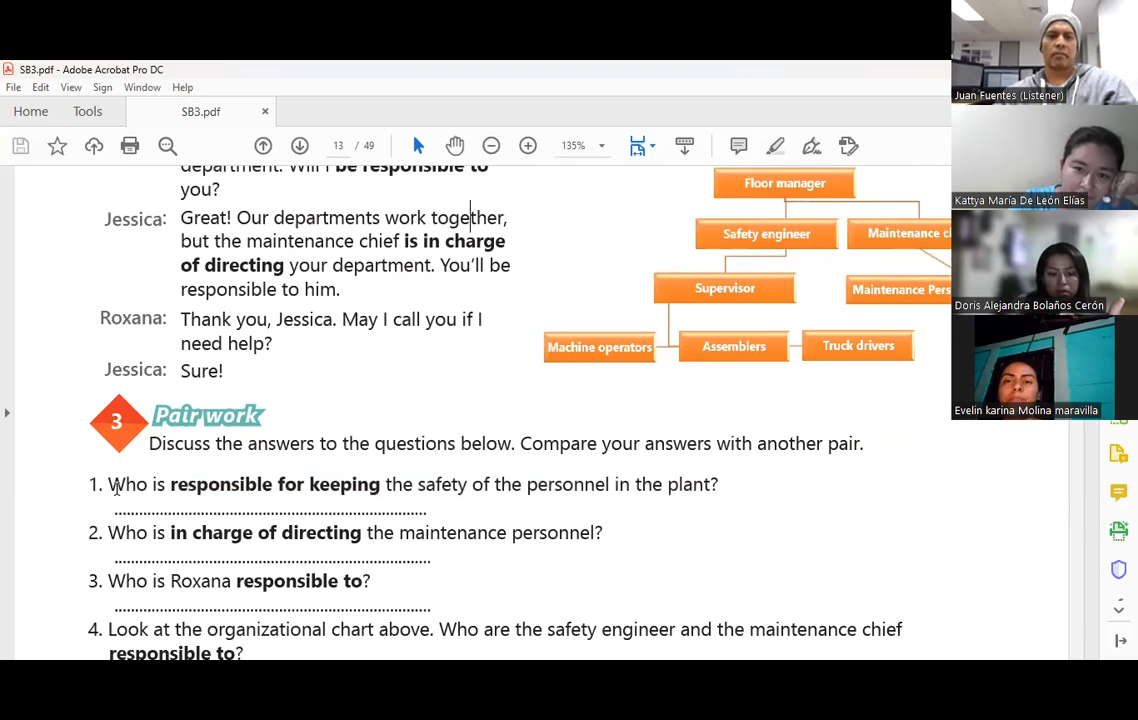 SB3.pdf - Adobe Acrobat Pro DC
File Edit View Sign Window Help
Home Tools SB3.pdf ×
13 / 49 135%
department. Will I be responsible to
you?
Jessica: Great! Our departments work together,
but the maintenance chief is in charge
of directing your department. You'll be
responsible to him.
Roxana: Thank you, Jessica. May I call you if I
need help?
Jessica: Sure!
Floor manager
Safety engineer
Supervisor
Machine operators Assemblers Truck drivers
3 Pair work
Discuss the answers to the questions below. Compare your answers with another pair.
1. Who is responsible for keeping the safety of the personnel in the plant?
2. Who is in charge of directing the maintenance personnel?
3. Who is Roxana responsible to?
4. Look at the organizational chart above. Who are the safety engineer and the maintenance chief
responsible to?
Juan Fuentes (Listener)
Kattya María De León Elías
Doris Alejandra Bolaños Cerón
Evelin karina Molina maravilla